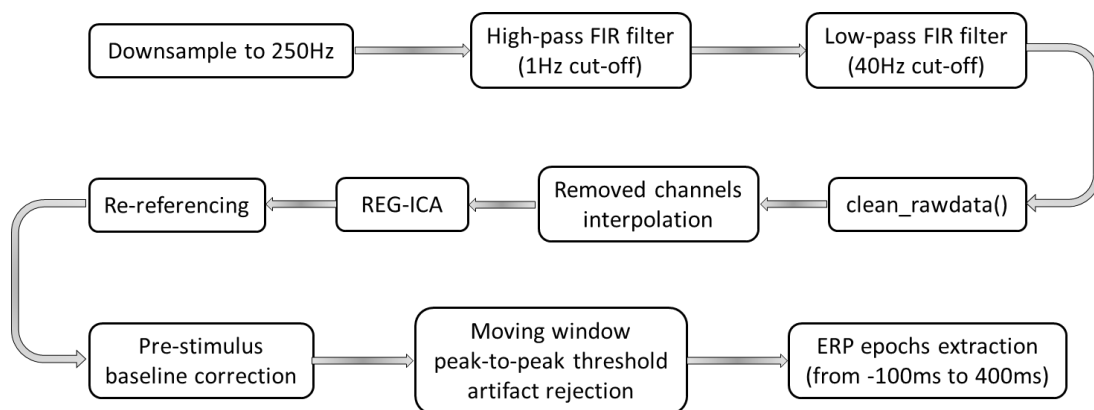 Downsample to 250Hz
High-pass FIR filter
(1Hz cut-off)
Low-pass FIR filter
(40Hz cut-off)
clean_rawdata()
Removed channels
interpolation
REG-ICA
Re-referencing
Pre-stimulus
baseline correction
Moving window
peak-to-peak threshold
artifact rejection
ERP epochs extraction
(from -100ms to 400ms)